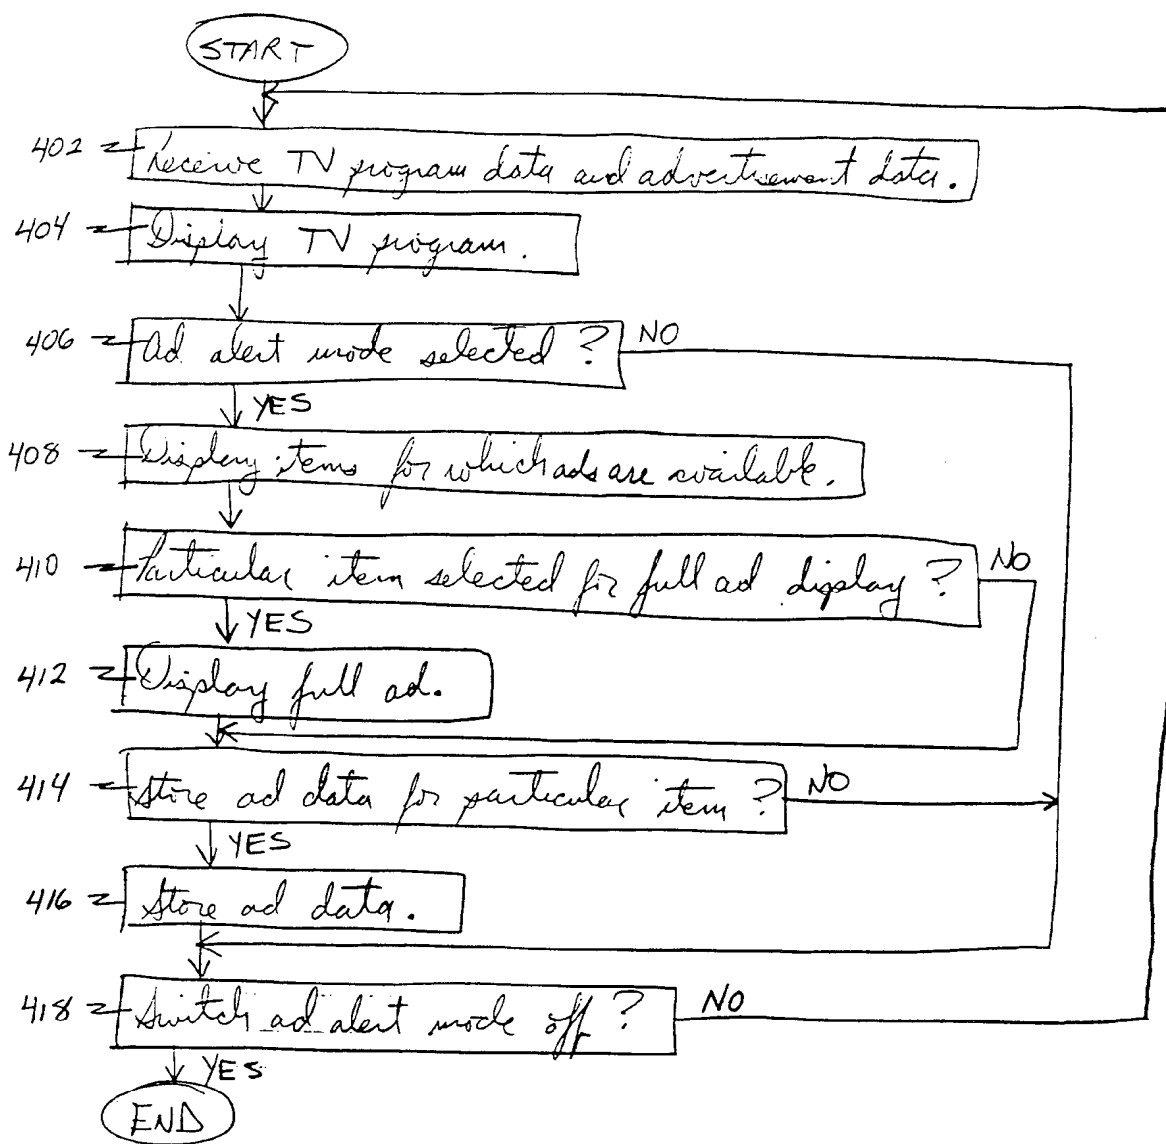 START
402 Receive TV program data and advertisement data.
404 Display TV program.
406 Ad alert mode selected? NO
YES
408 Display items for which ads are available.
410 Particular item selected for full ad display? NO
YES
412 Display full ad.
414 Store ad data for particular item? NO
YES
416 Store ad data.
418 Switch ad alert mode off? NO
YES
END